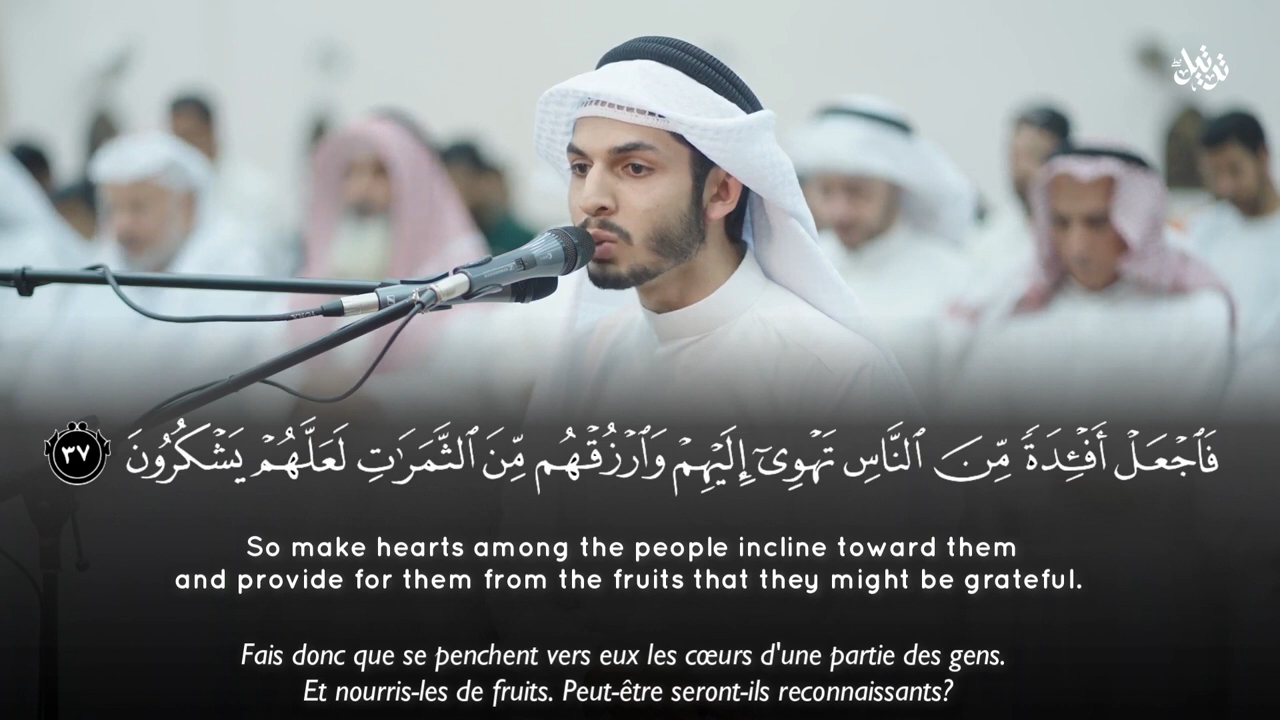 ترتيل
فَٱجْعَلْ أَفْـِٔدَةً مِّنَ ٱلنَّاسِ تَهْوِىٓ إِلَيْهِمْ وَٱرْزُقْهُم مِّنَ ٱلثَّمَرَٰتِ لَعَلَّهُمْ يَشْكُرُونَ ٣٧
So make hearts among the people incline toward them
and provide for them from the fruits that they might be grateful.
Fais donc que se penchent vers eux les cœurs d'une partie des gens.
Et nourris-les de fruits. Peut-être seront-ils reconnaissants?